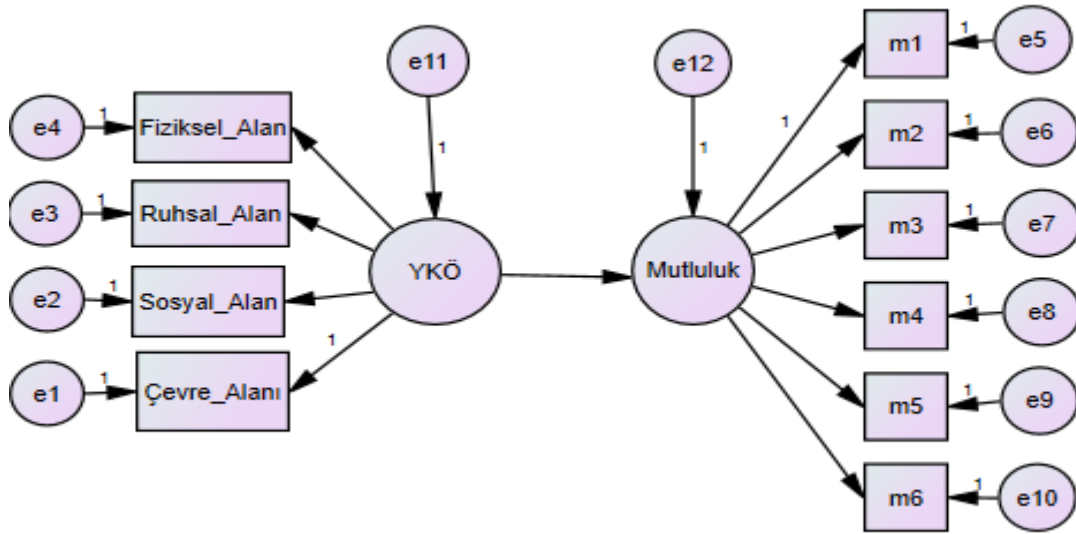 e11
e12
m1
1
e5
e4
1
Fiziksel_Alan
1
1
1
m2
1
e6
e3
1
Ruhsal_Alan
m3
1
e7
YKÖ
Mutluluk
e2
1
Sosyal_Alan
m4
1
e8
1
e1
1
Çevre_Alanı
m5
1
e9
m6
1
e10